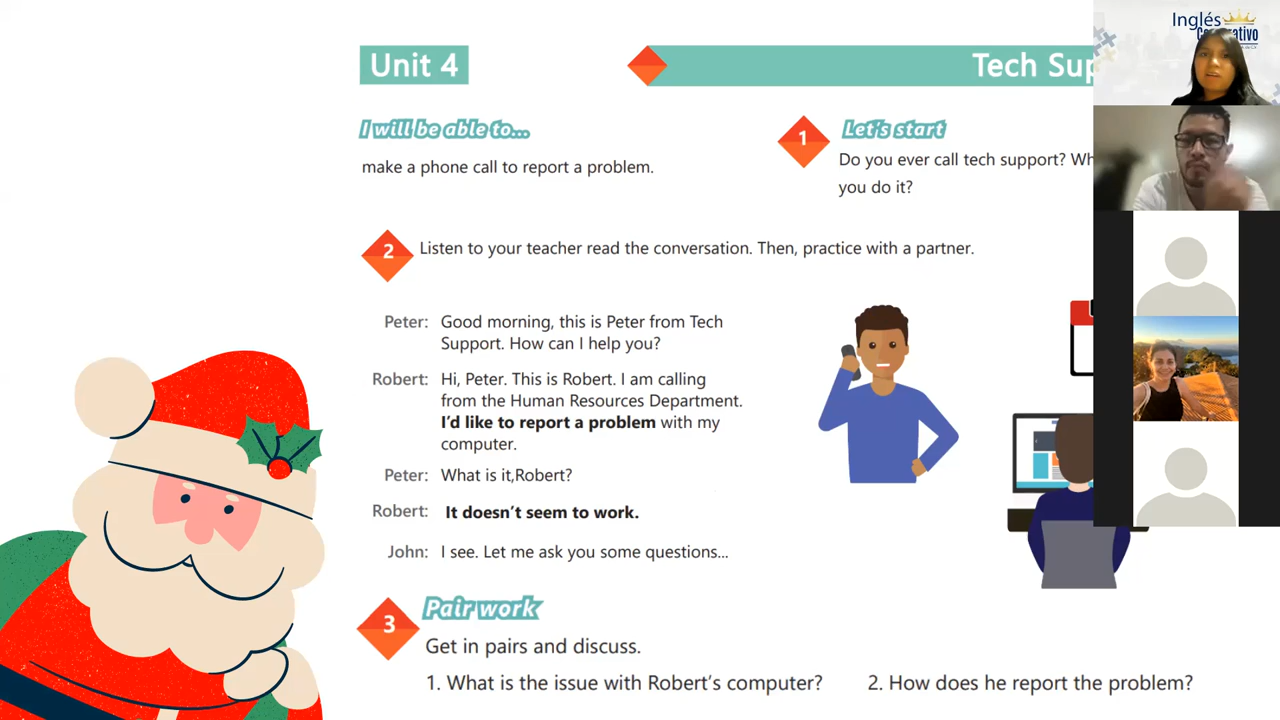 Unit 4
Tech Sup
I will be able to...
make a phone call to report a problem.
1
Let's start
Do you ever call tech support? Wh
you do it?
2
Listen to your teacher read the conversation. Then, practice with a partner.
Peter: Good morning, this is Peter from Tech
Support. How can I help you?
Robert: Hi, Peter. This is Robert. I am calling
from the Human Resources Department.
I'd like to report a problem with my
computer.
Peter: What is it,Robert?
Robert: It doesn't seem to work.
John: I see. Let me ask you some questions...
3
Pair work
Get in pairs and discuss.
1. What is the issue with Robert's computer?
2. How does he report the problem?
Inglés